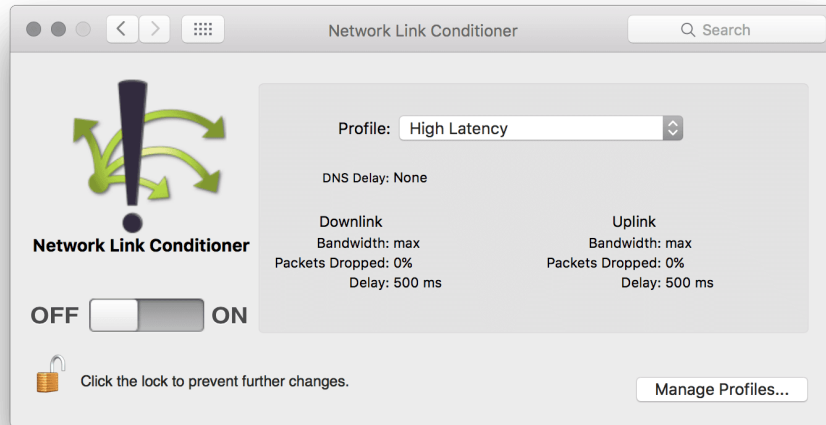 Network Link Conditioner
Search
Profile: High Latency
DNS Delay: None
Downlink
Bandwidth: max
Packets Dropped: 0%
Delay: 500 ms
Uplink
Bandwidth: max
Packets Dropped: 0%
Delay: 500 ms
Network Link Conditioner
OFF ON
Click the lock to prevent further changes.
Manage Profiles...